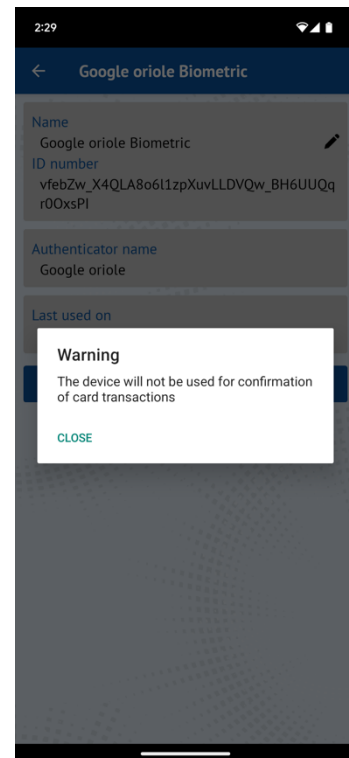 2:29
Google oriole Biometric
Name
Google oriole Biometric
ID number
vfebZw_X4QLA8o6l1zpXuvLLDVQw_BH6UUQq
r0OxsPI
Authenticator name
Google oriole
Last used on
Warning
The device will not be used for confirmation
of card transactions
CLOSE